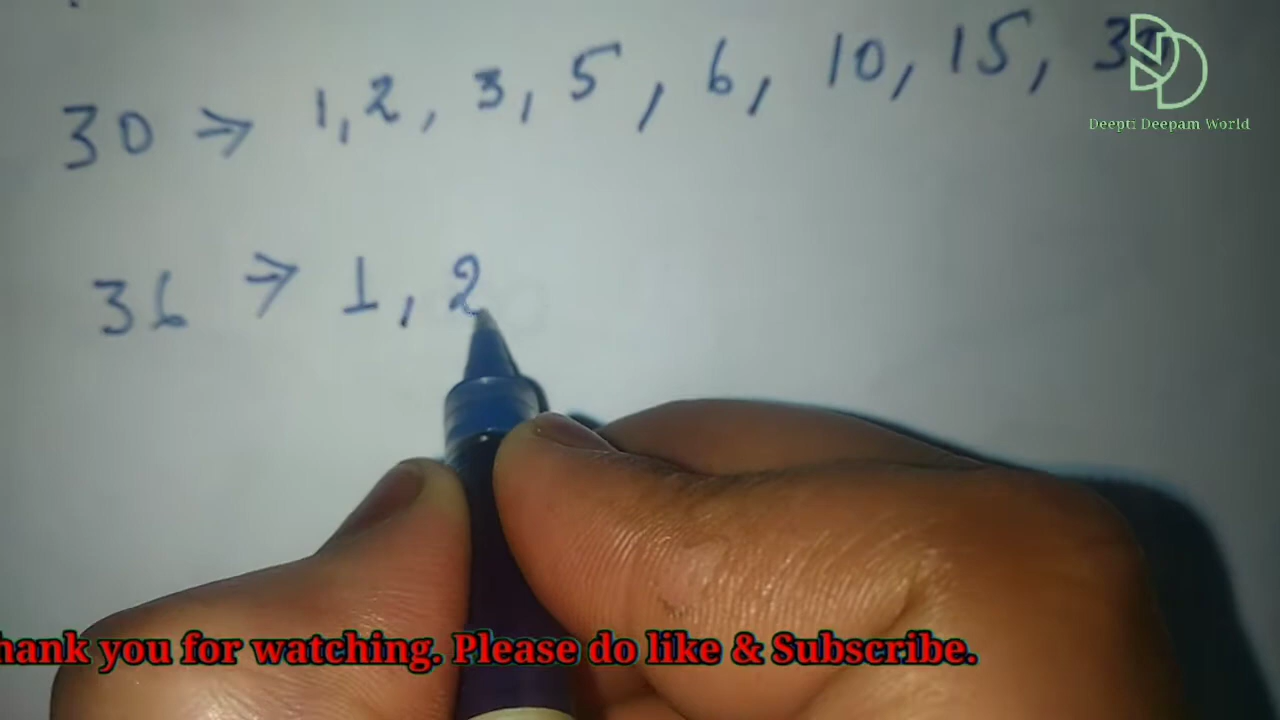 30 → 1, 2, 3, 5, 6, 10, 15, 30
Deepti Deepam World
36 → 1, 2
hank you for watching. Please do like & Subscribe.